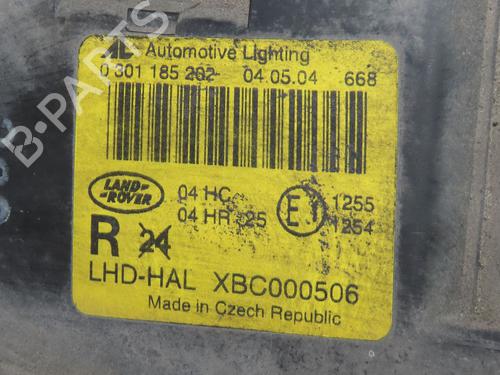 AL Automotive Lighting
0 301 185 202 04.05.04 668
LAND-
ROVER
04 HC
04 HR 25
E1
1255
1254
R 24
LHD-HAL XBC000506
Made in Czech Republic
B-PARTS